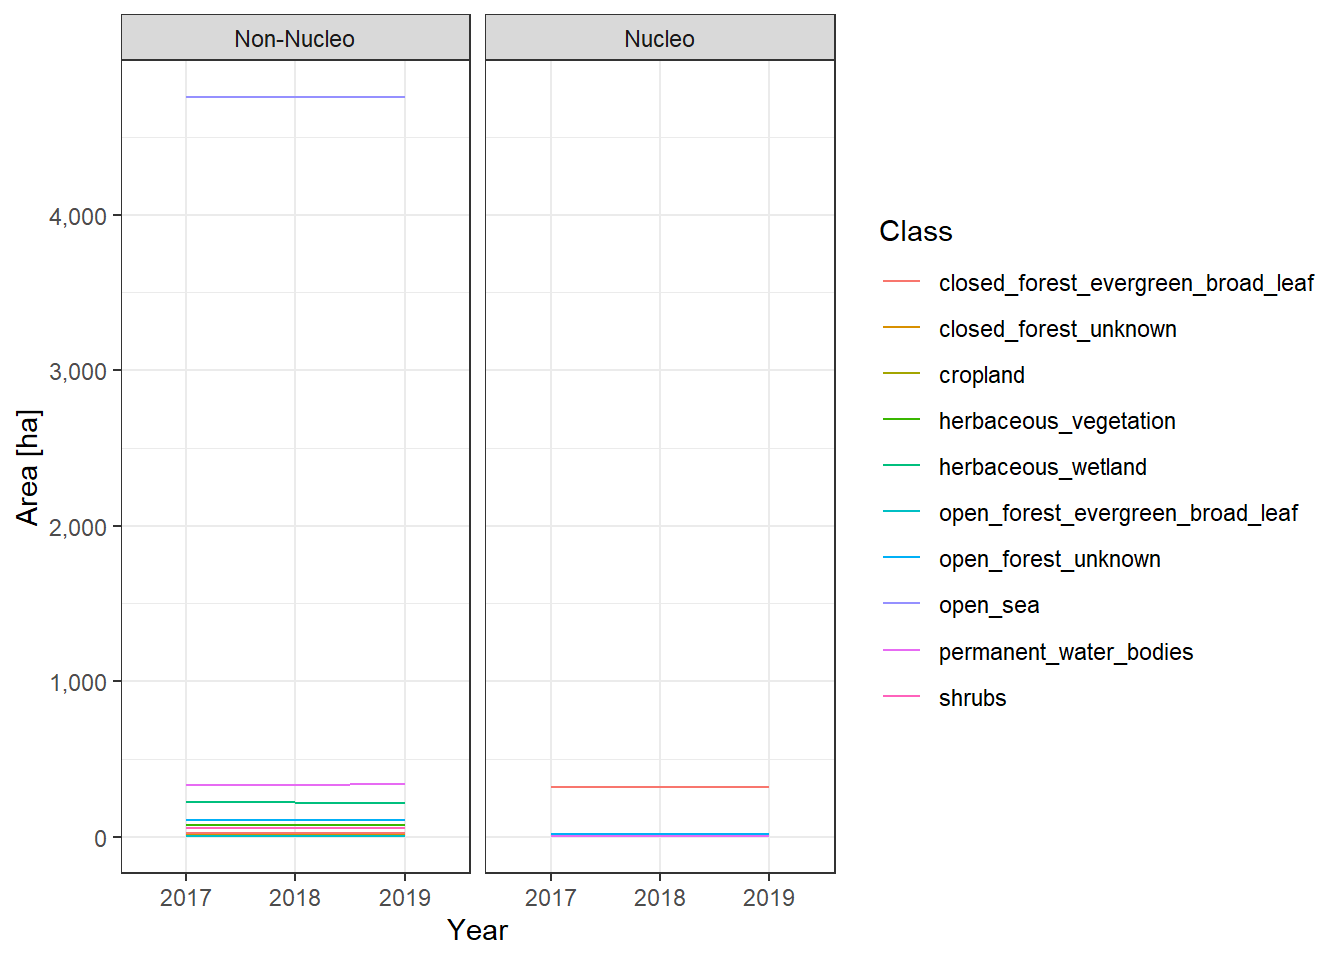 Non-Nucleo
Nucleo
4,000
3,000
2,000
1,000
0
Area [ha]
2017
2018
2019
2017
2018
2019
Year
Class
closed_forest_evergreen_broad_leaf
closed_forest_unknown
cropland
herbaceous_vegetation
herbaceous_wetland
open_forest_evergreen_broad_leaf
open_forest_unknown
open_sea
permanent_water_bodies
shrubs